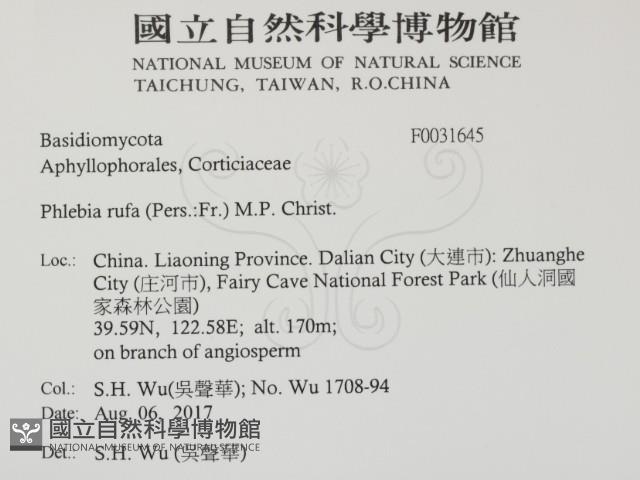 國立自然科學博物館
NATIONAL MUSEUM OF NATURAL SCIENCE
TAICHUNG, TAIWAN, R.O.CHINA
Basidiomycota F0031645
Aphyllophorales, Corticiaceae
Phlebia rufa (Pers.:Fr.) M.P. Christ.
Loc.: China. Liaoning Province. Dalian City (大連市): Zhuanghe
City (庄河市), Fairy Cave National Forest Park (仙人洞國
家森林公園)
39.59N, 122.58E; alt. 170m;
on branch of angiosperm
Col.: S.H. Wu(吳聲華); No. Wu 1708-94
Date: Aug. 06, 2017
國立自然科學博物館
NATIONAL MUSEUM OF NATURAL SCIENCE
Det.: S.H. Wu (吳聲華)